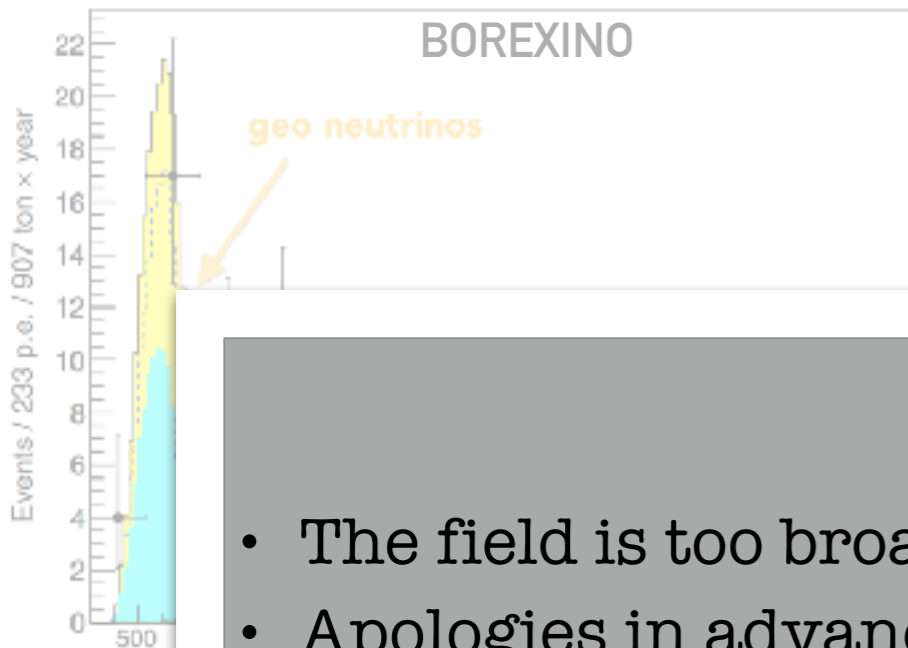 BOREXINO
geo neutrinos
Events / 233 p.e. / 907 ton × year
22
20
18
16
14
12
10
8
6
4
2
0
500
• The field is too broa
• Apologies in advanc